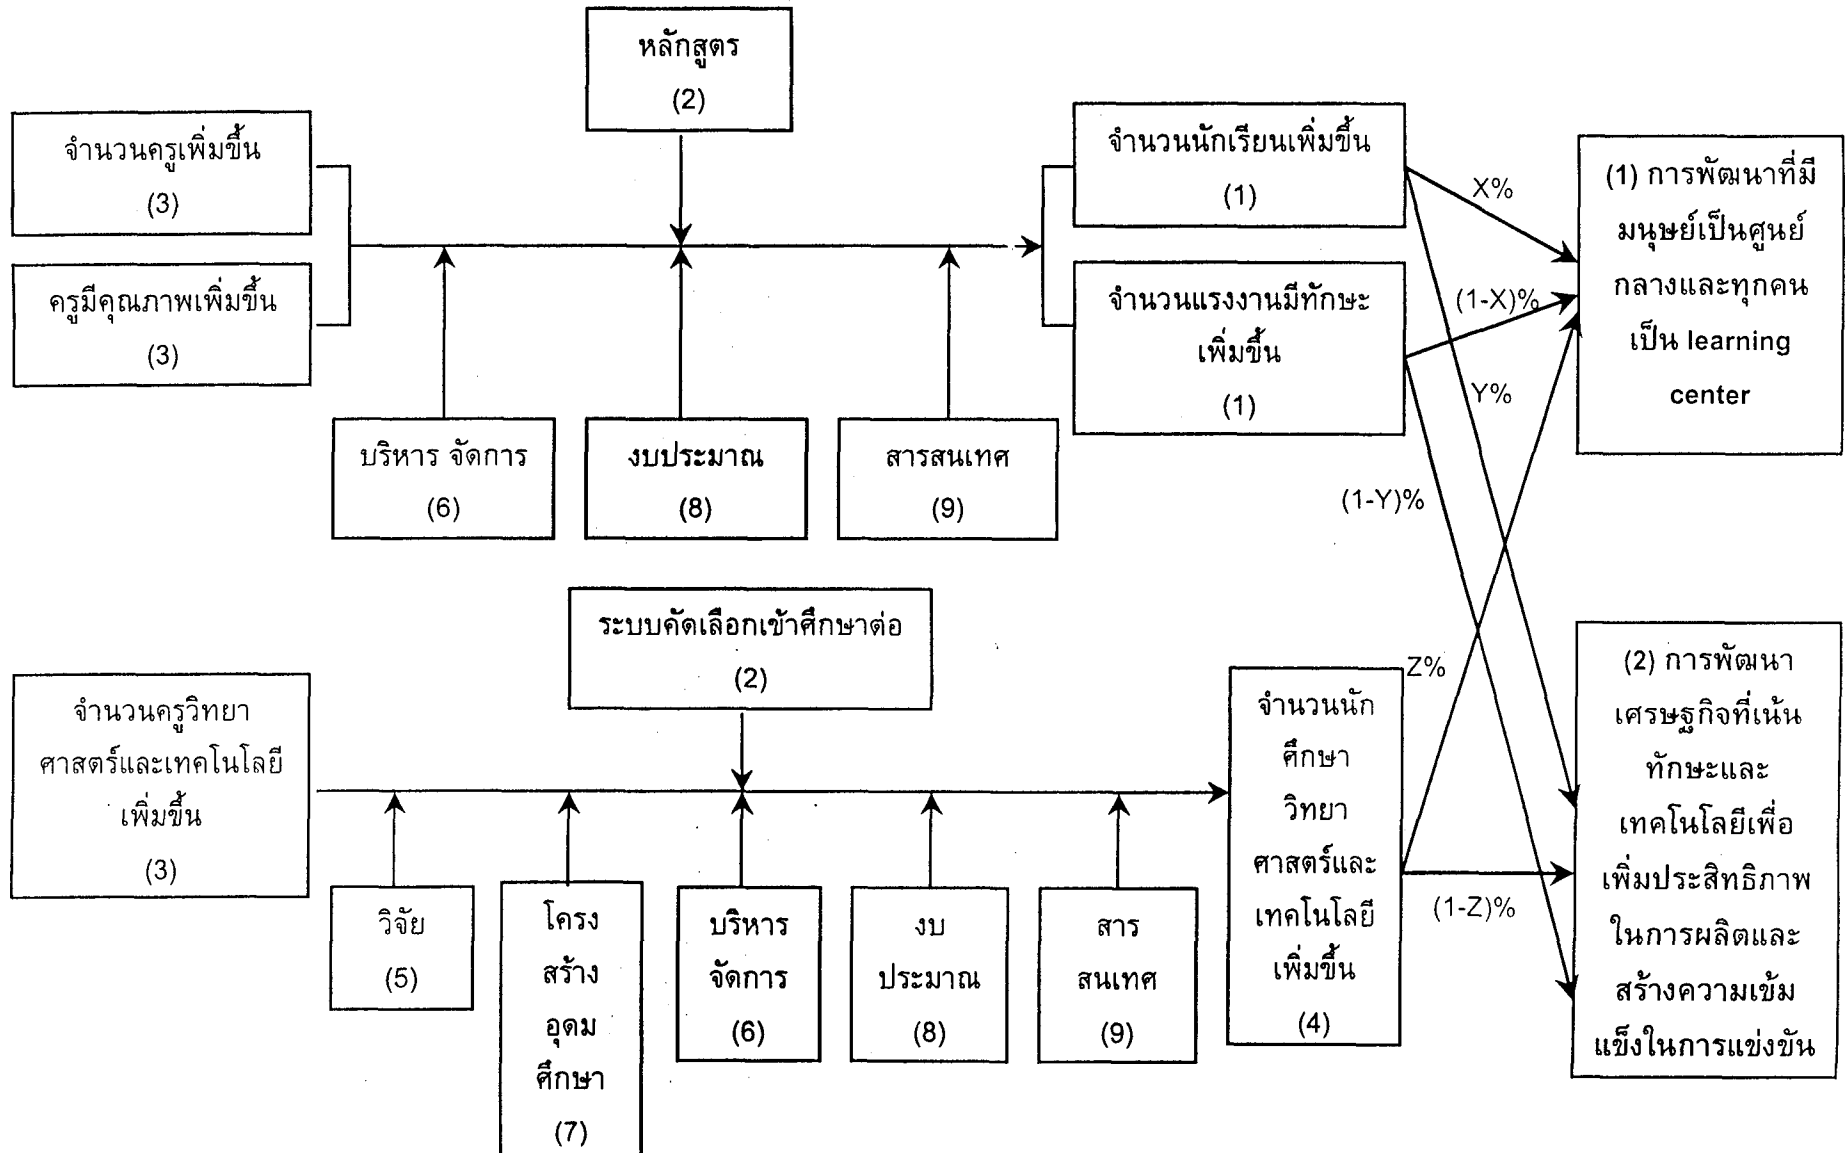 หลักสูตร
(2)
จำนวนครูเพิ่มขึ้น
(3)
ครูมีคุณภาพเพิ่มขึ้น
(3)
บริหาร จัดการ
(6)
งบประมาณ
(8)
สารสนเทศ
(9)
จำนวนนักเรียนเพิ่มขึ้น
(1)
จำนวนแรงงานมีทักษะ
เพิ่มขึ้น
(1)
X%
(1-X)%
Y%
(1-Y)%
(1) การพัฒนาที่มี
มนุษย์เป็นศูนย์
กลางและทุกคน
เป็น learning
center
ระบบคัดเลือกเข้าศึกษาต่อ
(2)
จำนวนครูวิทยา
ศาสตร์และเทคโนโลยี
เพิ่มขึ้น
(3)
วิจัย
(5)
โครง
สร้าง
อุดม
ศึกษา
(7)
บริหาร
จัดการ
(6)
งบ
ประมาณ
(8)
สาร
สนเทศ
(9)
จำนวนนัก
ศึกษา
วิทยา
ศาสตร์และ
เทคโนโลยี
เพิ่มขึ้น
(4)
Z%
(1-Z)%
(2) การพัฒนา
เศรษฐกิจที่เน้น
ทักษะและ
เทคโนโลยีเพื่อ
เพิ่มประสิทธิภาพ
ในการผลิตและ
สร้างความเข้ม
แข็งในการแข่งขัน